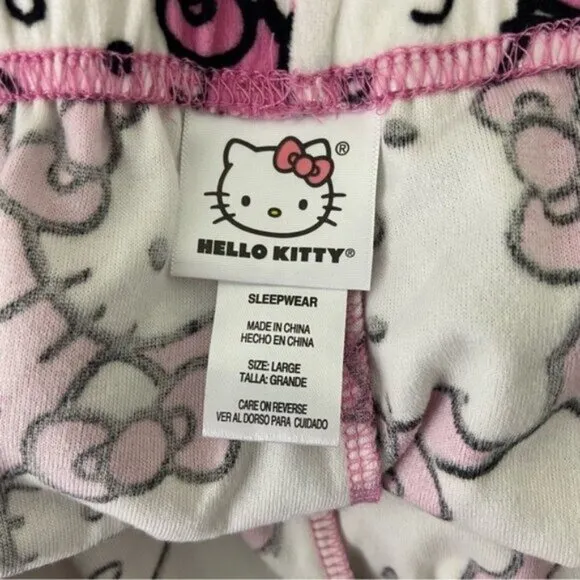 ®
HELLO KITTY®
SLEEPWEAR
MADE IN CHINA
HECHO EN CHINA
SIZE: LARGE
TALLA: GRANDE
CARE ON REVERSE
VER AL DORSO PARA CUIDADO